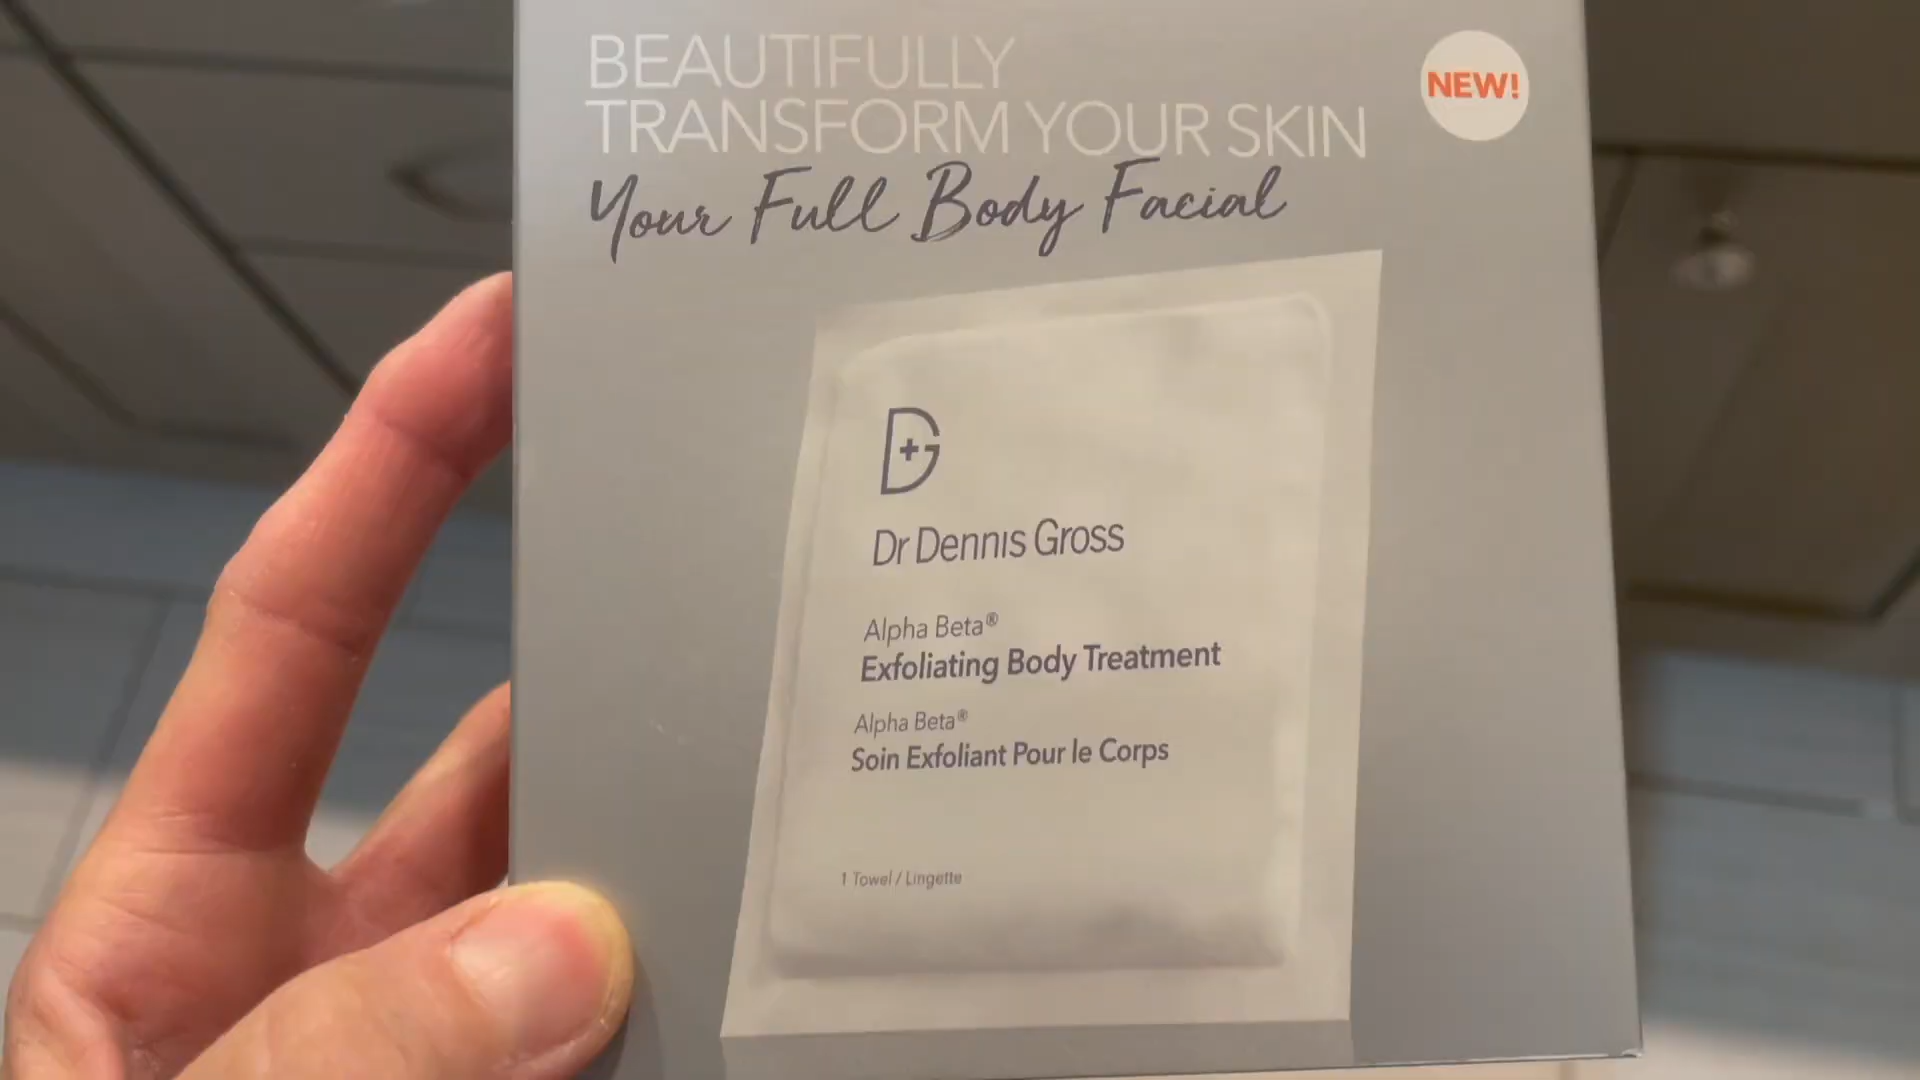 BEAUTIFULLY
TRANSFORM YOUR SKIN
NEW!
Your Full Body Facial
DG
Dr Dennis Gross
Alpha Beta®
Exfoliating Body Treatment
Alpha Beta®
Soin Exfoliant Pour le Corps
1 Towel / Lingette